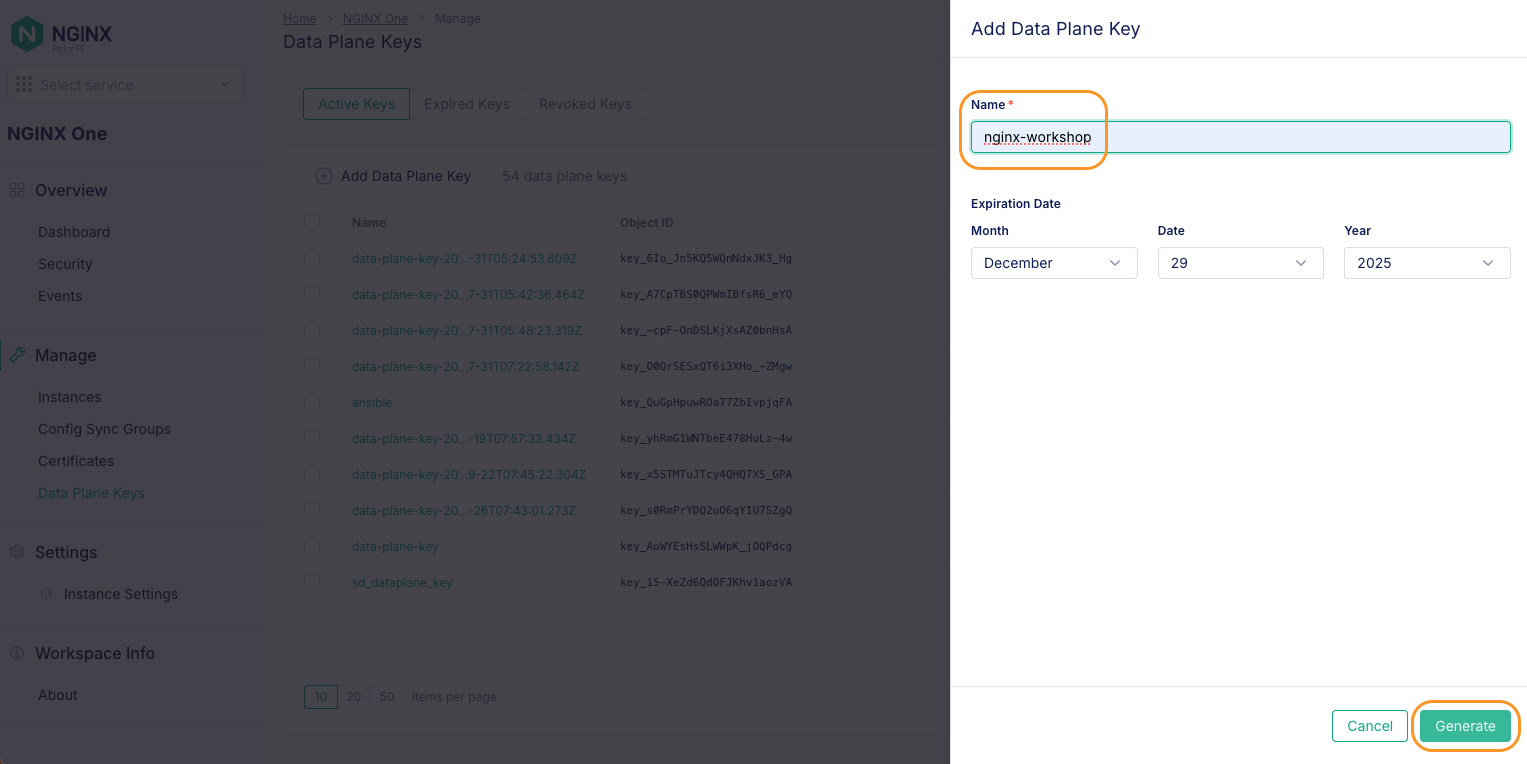 NGINX
Part of F5
Select service
NGINX One
Overview
Dashboard
Security
Events
Manage
Instances
Config Sync Groups
Certificates
Data Plane Keys
Settings
Instance Settings
Workspace Info
About
Home > NGINX One > Manage
Data Plane Keys
Active Keys Expired Keys Revoked Keys
Add Data Plane Key 54 data plane keys
Name Object ID
data-plane-key-20...-31T05:24:53.809Z key_6Io_Jn5KQ5WQnNdxJK3_Hg
data-plane-key-20...7-31T05:42:36.464Z key_A7CpTBS0QPWmIBfsR6_eYQ
data-plane-key-20...7-31T05:48:23.319Z key_-cpF-OnDSLKjXsAZ0bnHsA
data-plane-key-20...7-31T07:22:58.142Z key_O0QrSESxQT6i3XHo_-ZMgw
ansible key_QuGpHpuwROa77ZbIvpjqFA
data-plane-key-20...-19T07:57:33.434Z key_yhRmG1WNTbeE478HuLz-4w
data-plane-key-20...9-22T07:45:22.304Z key_x5STMTuJTcy4QHQ7XS_GPA
data-plane-key-20...-26T07:43:01.273Z key_s0RmPrYDQ2uO6qY1U7SZgQ
data-plane-key key_AoWYEsHsSLWWpK_jOQPdcg
sd_dataplane_key key_15-XeZd6QdOFJKhv1aozVA
10 20 50 items per page
Add Data Plane Key
Name *
nginx-workshop
Expiration Date
Month Date Year
December 29 2025
Cancel Generate